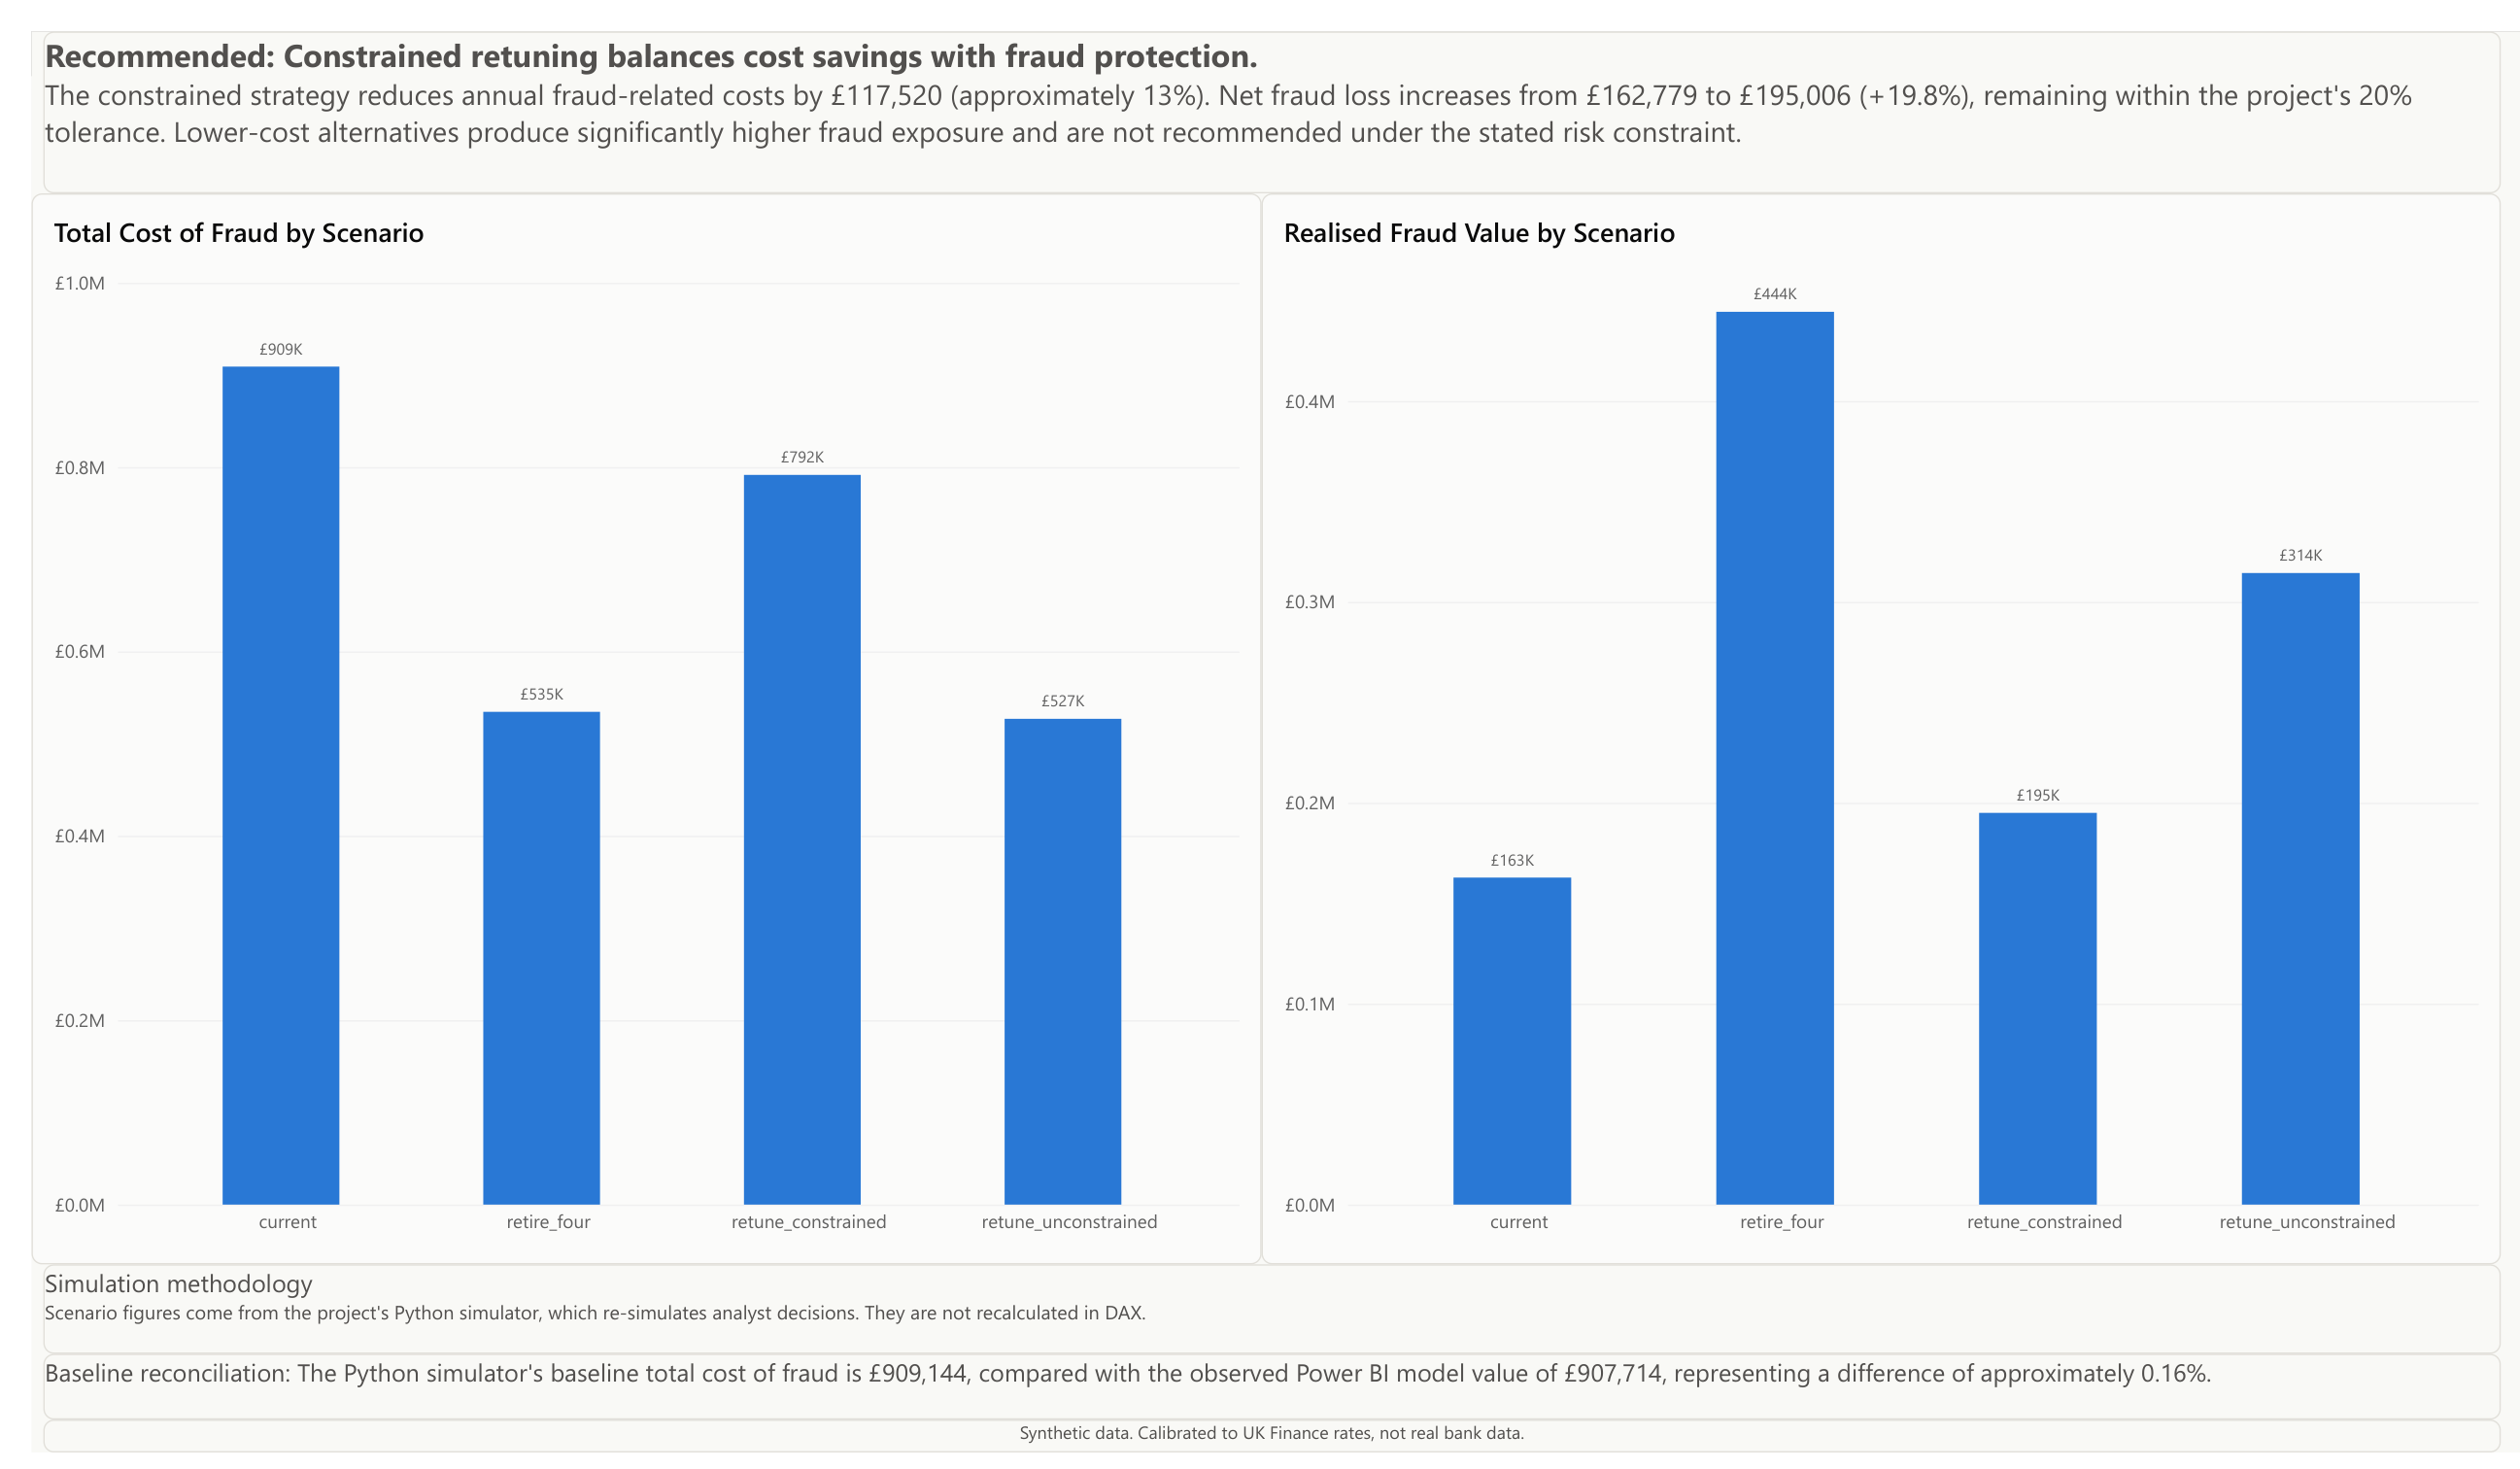 Recommended: Constrained retuning balances cost savings with fraud protection.
The constrained strategy reduces annual fraud-related costs by £117,520 (approximately 13%). Net fraud loss increases from £162,779 to £195,006 (+19.8%), remaining within the project's 20%
tolerance. Lower-cost alternatives produce significantly higher fraud exposure and are not recommended under the stated risk constraint.
Total Cost of Fraud by Scenario
£1.0M
£0.8M
£0.6M
£0.4M
£0.2M
£0.0M
£909K
£535K
£792K
£527K
current
retire_four
retune_constrained
retune_unconstrained
Realised Fraud Value by Scenario
£0.4M
£0.3M
£0.2M
£0.1M
£0.0M
£163K
£444K
£195K
£314K
current
retire_four
retune_constrained
retune_unconstrained
Simulation methodology
Scenario figures come from the project's Python simulator, which re-simulates analyst decisions. They are not recalculated in DAX.
Baseline reconciliation: The Python simulator's baseline total cost of fraud is £909,144, compared with the observed Power BI model value of £907,714, representing a difference of approximately 0.16%.
Synthetic data. Calibrated to UK Finance rates, not real bank data.